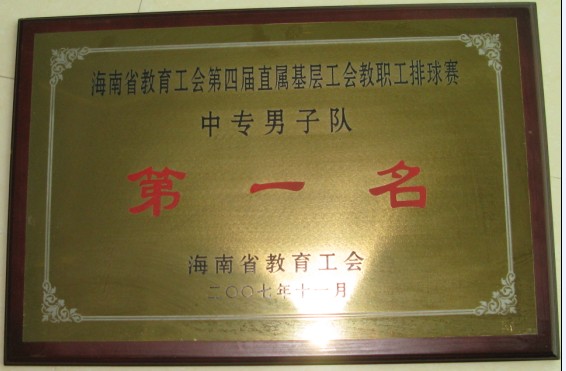 海南省教育工会第四届直属基层工会教职工排球赛
中专男子队
第一名
海南省教育工会
二〇〇七年十一月